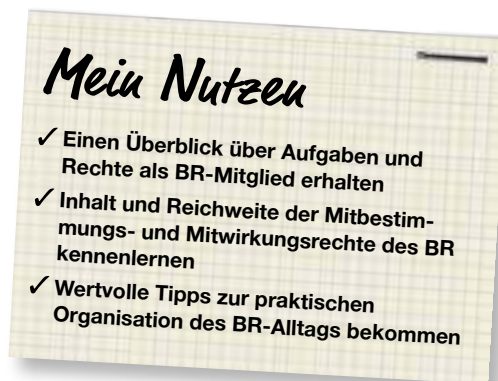 Mein Nutzen
✓ Einen Überblick über Aufgaben und
Rechte als BR-Mitglied erhalten
✓ Inhalt und Reichweite der Mitbestim-
mungs- und Mitwirkungsrechte des BR
kennenlernen
✓ Wertvolle Tipps zur praktischen
Organisation des BR-Alltags bekommen